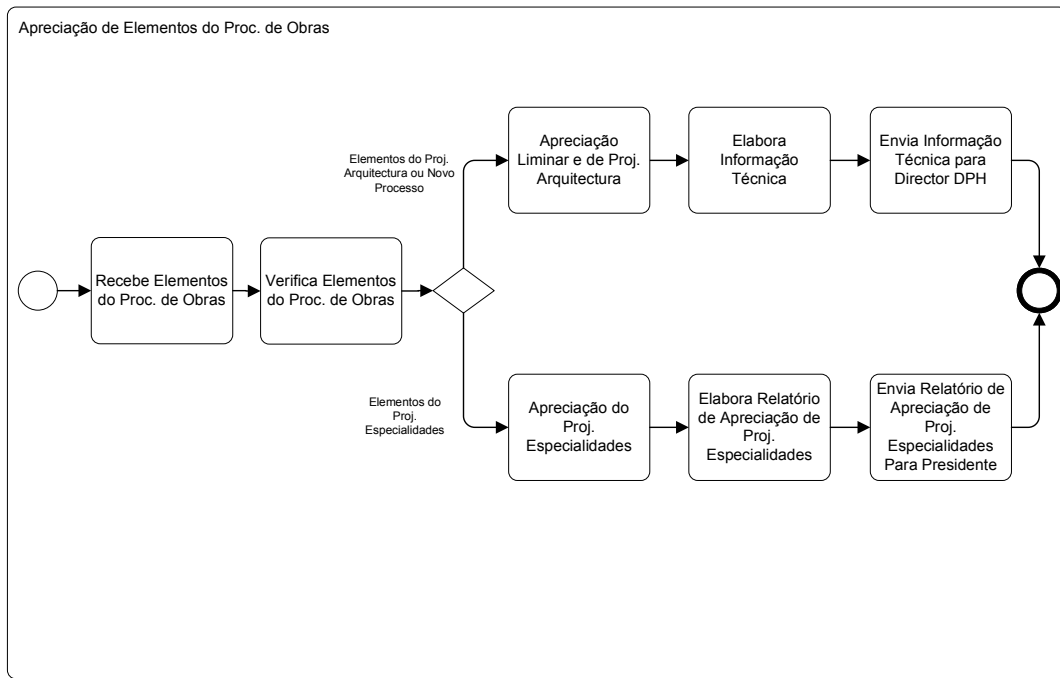 Apreciação de Elementos do Proc. de Obras
Elementos do Proj.
Arquitectura ou Novo
Processo
Apreciação
Liminar e de Proj.
Arquitectura
Elabora
Informação
Técnica
Envia Informação
Técnica para
Director DPH
Recebe Elementos
do Proc. de Obras
Verifica Elementos
do Proc. de Obras
Elementos do
Proj.
Especialidades
Apreciação do
Proj.
Especialidades
Elabora Relatório
de Apreciação de
Proj.
Especialidades
Envia Relatório de
Apreciação de
Proj.
Especialidades
Para Presidente